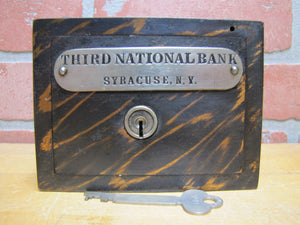 THIRD NATIONAL BANK
SYRACUSE, N.Y.